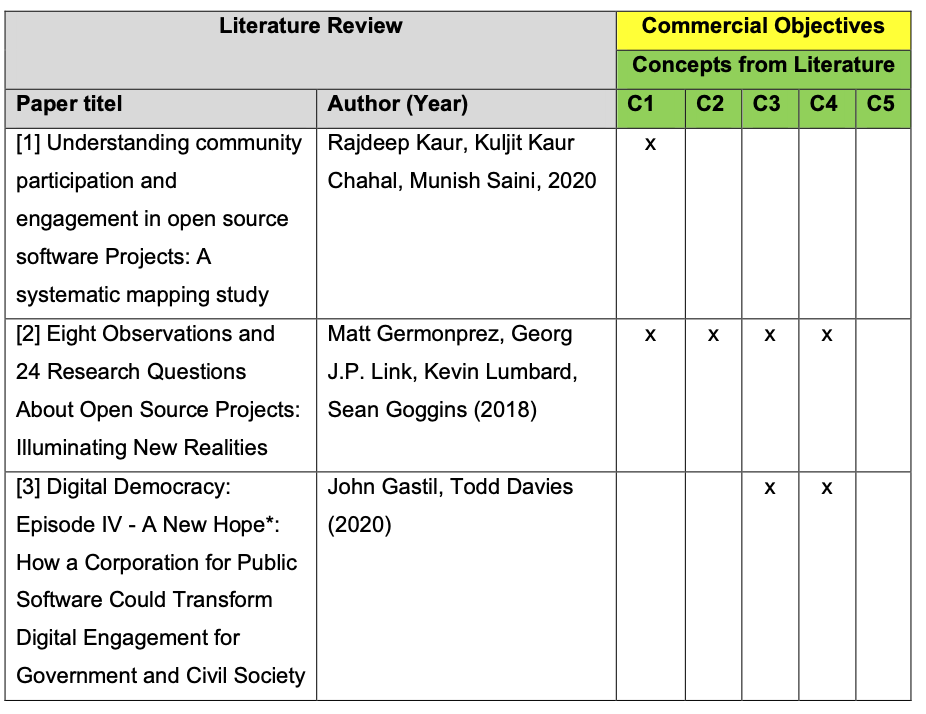 Literature Review
Commercial Objectives
Concepts from Literature
Paper titel
Author (Year)
C1
C2
C3
C4
C5
[1] Understanding community
participation and
engagement in open source
software Projects: A
systematic mapping study
Rajdeep Kaur, Kuljit Kaur
Chahal, Munish Saini, 2020
x
[2] Eight Observations and
24 Research Questions
About Open Source Projects:
Illuminating New Realities
Matt Germonprez, Georg
J.P. Link, Kevin Lumbard,
Sean Goggins (2018)
x
x
x
x
[3] Digital Democracy:
Episode IV - A New Hope*:
How a Corporation for Public
Software Could Transform
Digital Engagement for
Government and Civil Society
John Gastil, Todd Davies
(2020)
x
x